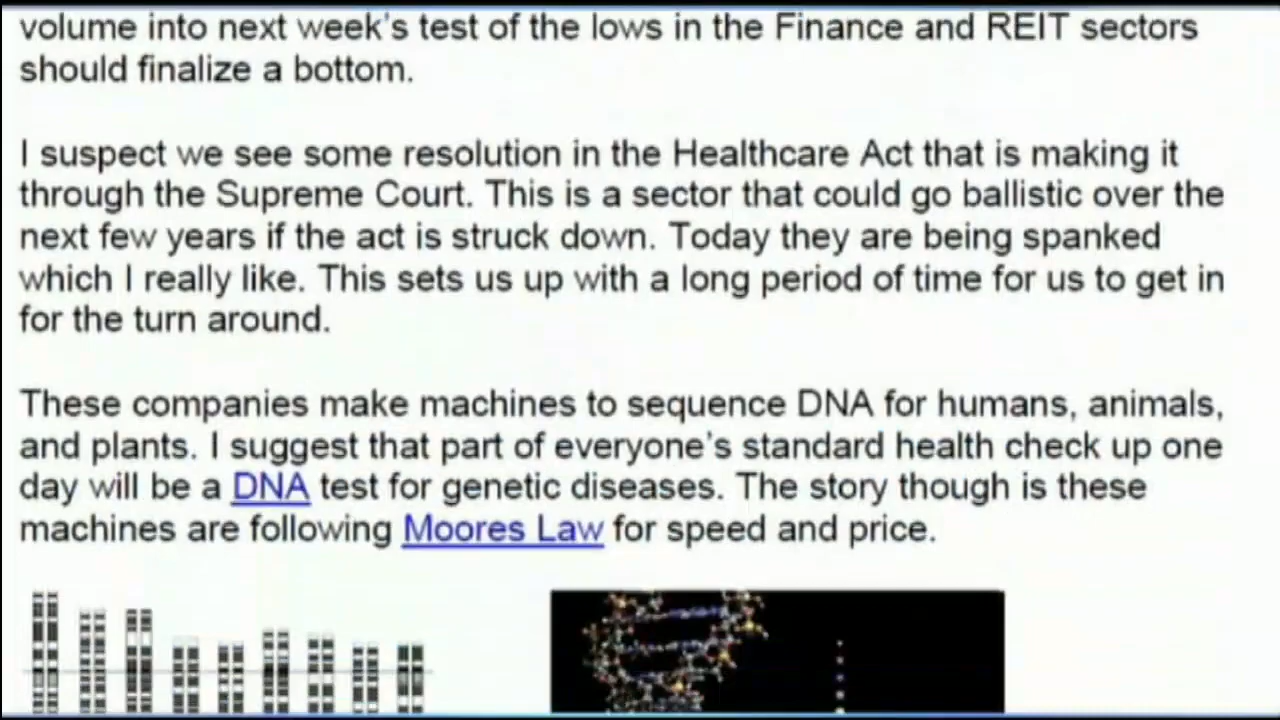 volume into next week's test of the lows in the Finance and REIT sectors
should finalize a bottom.
I suspect we see some resolution in the Healthcare Act that is making it
through the Supreme Court. This is a sector that could go ballistic over the
next few years if the act is struck down. Today they are being spanked
which I really like. This sets us up with a long period of time for us to get in
for the turn around.
These companies make machines to sequence DNA for humans, animals,
and plants. I suggest that part of everyone's standard health check up one
day will be a DNA test for genetic diseases. The story though is these
machines are following Moores Law for speed and price.